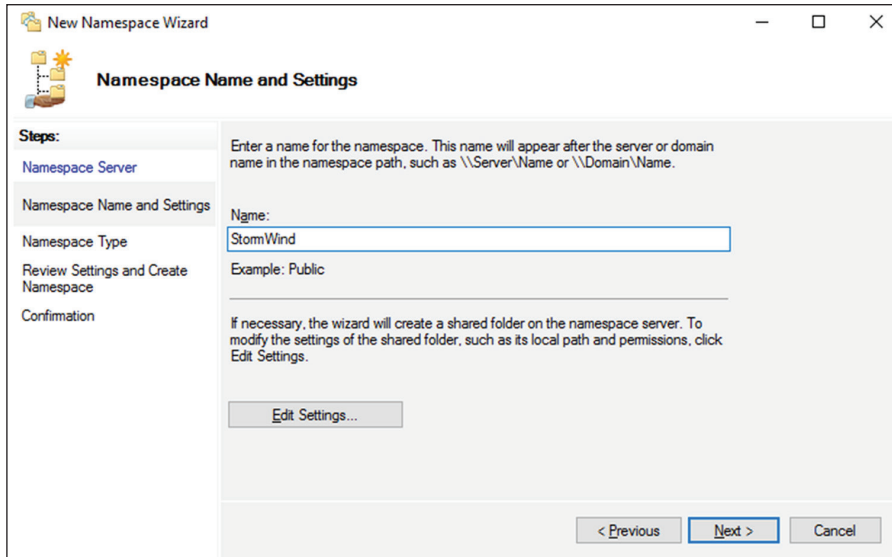 New Namespace Wizard
Namespace Name and Settings
Steps:
Namespace Server
Namespace Name and Settings
Namespace Type
Review Settings and Create
Namespace
Confirmation
Enter a name for the namespace. This name will appear after the server or domain
name in the namespace path, such as \\Server\Name or \\Domain\Name.
Name:
StormWind
Example: Public
If necessary, the wizard will create a shared folder on the namespace server. To
modify the settings of the shared folder, such as its local path and permissions, click
Edit Settings.
Edit Settings...
< Previous
Next >
Cancel